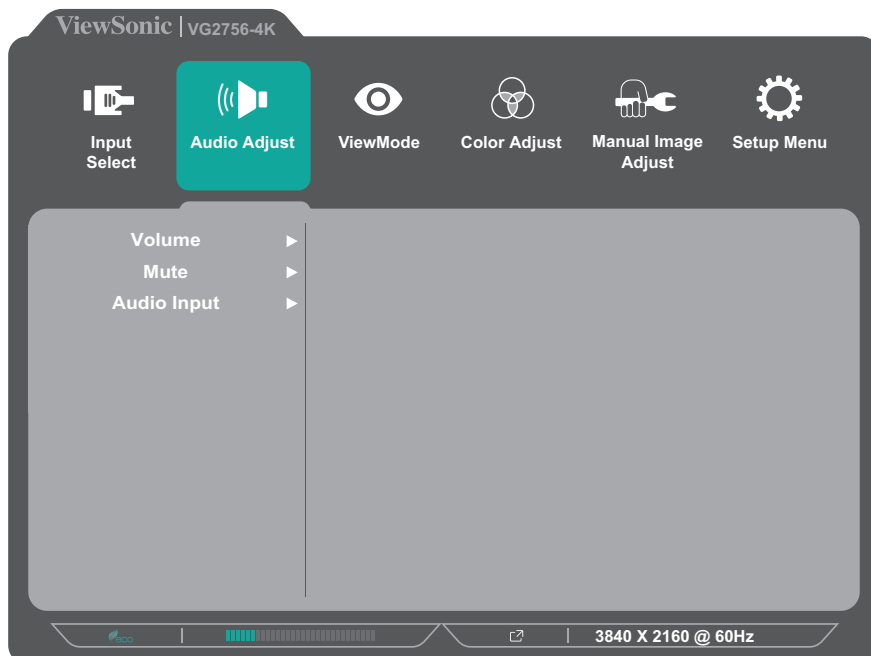 ViewSonic | VG2756-4K
Input
Select
Audio Adjust
ViewMode
Color Adjust
Manual Image
Adjust
Setup Menu
Volume
Mute
Audio Input
eco
3840 X 2160 @ 60Hz